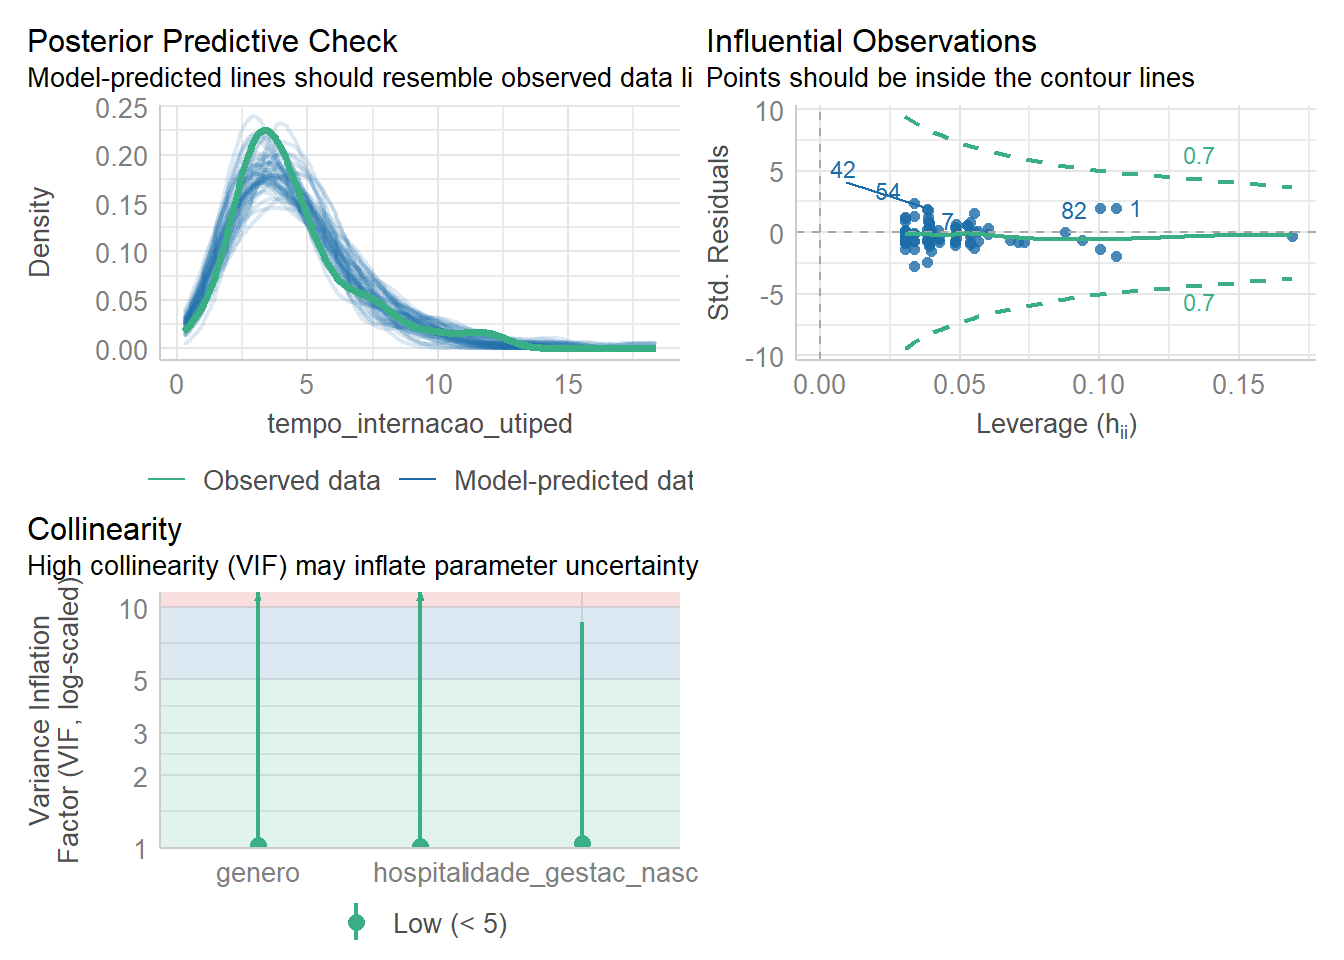 Posterior Predictive Check
Model-predicted lines should resemble observed data li
0.25
0.20
0.15
0.10
0.05
0.00
Density
0
5
10
15
tempo_internacao_utiped
Observed data
Model-predicted dat
Influential Observations
Points should be inside the contour lines
10
5
0
-5
-10
Std. Residuals
0.7
42
54
7
82
1
0.7
0.00
0.05
0.10
0.15
Leverage (hii)
Collinearity
High collinearity (VIF) may inflate parameter uncertainty
Variance Inflation
Factor (VIF, log-scaled)
10
5
3
2
1
genero
hospital
idade_gestac_nasc
Low (< 5)